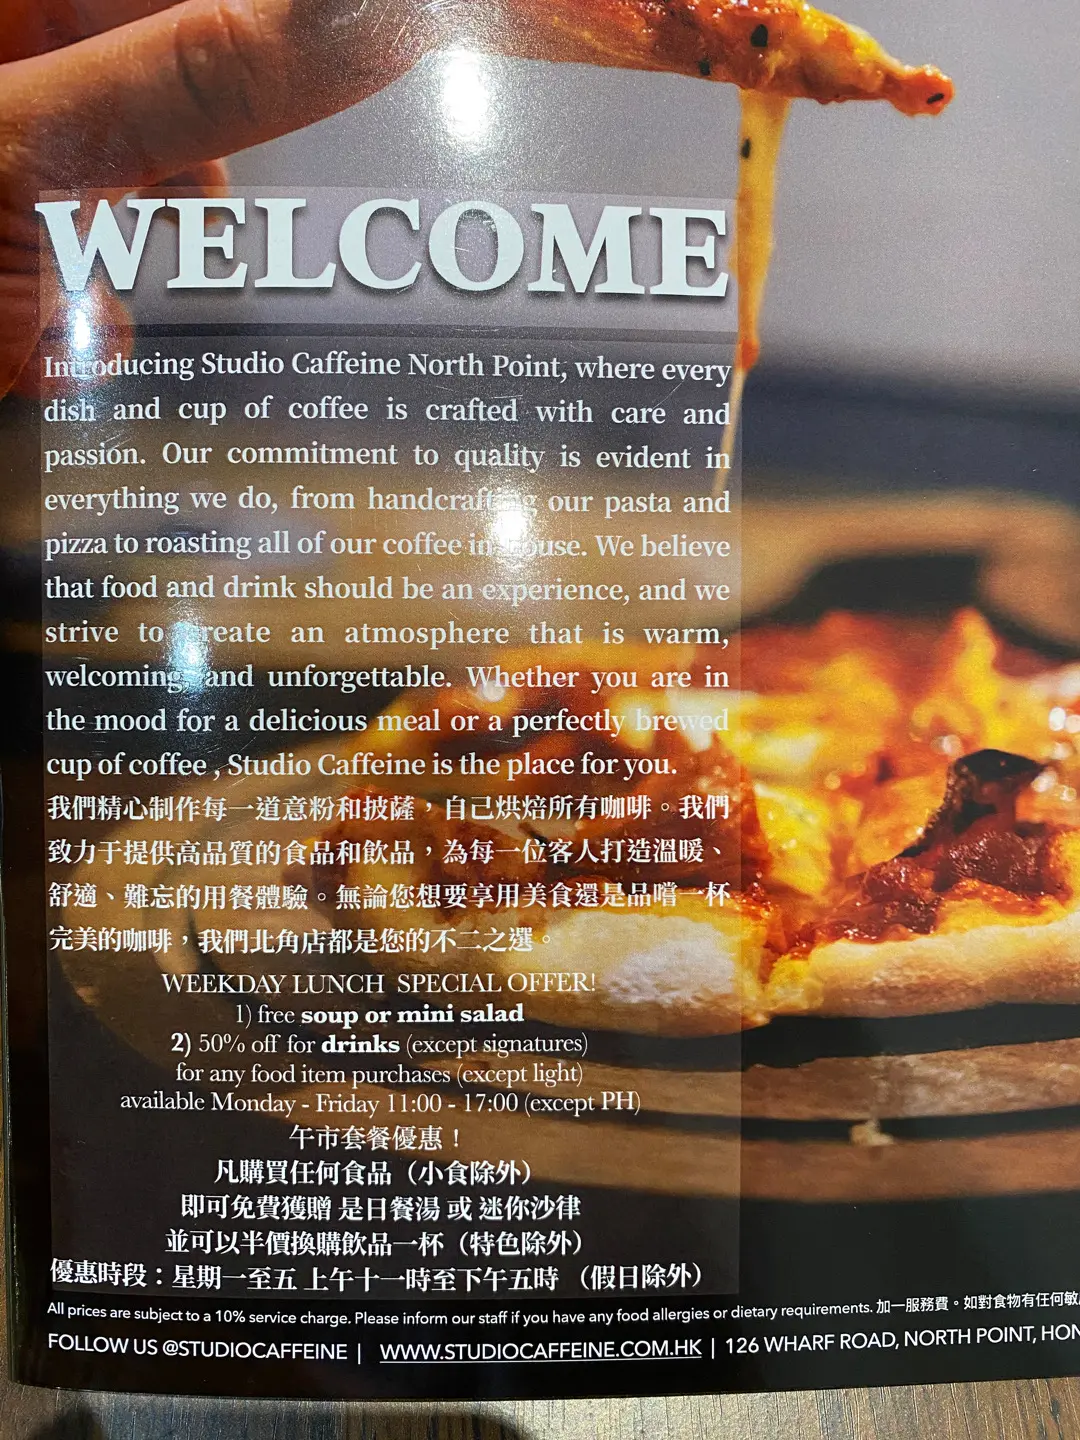 WELCOME
Introducing Studio Caffeine North Point, where every
dish and cup of coffee is crafted with care and
passion. Our commitment to quality is evident in
everything we do, from handcrafting our pasta and
pizza to roasting all of our coffee in house. We believe
that food and drink should be an experience, and we
strive to create an atmosphere that is warm,
welcoming, and unforgettable. Whether you are in
the mood for a delicious meal or a perfectly brewed
cup of coffee , Studio Caffeine is the place for you.
我們精心制作每一道意粉和披薩，自己烘焙所有咖啡。我們
致力于提供高品質的食品和飲品，為每一位客人打造溫暖、
舒適、難忘的用餐體驗。無論您想要享用美食還是品嚐一杯
完美的咖啡，我們北角店都是您的不二之選。
WEEKDAY LUNCH SPECIAL OFFER!
1) free soup or mini salad
2) 50% off for drinks (except signatures)
for any food item purchases (except light)
available Monday - Friday 11:00 - 17:00 (except PH)
午市套餐優惠！
凡購買任何食品（小食除外）
即可免費獲贈 是日餐湯 或 迷你沙律
並可以半價換購飲品一杯（特色除外）
優惠時段：星期一至五 上午十一時至下午五時 （假日除外）
All prices are subject to a 10% service charge. Please inform our staff if you have any food allergies or dietary requirements. 加一服務費。如對食物有任何敏
FOLLOW US @STUDIOCAFFEINE | WWW.STUDIOCAFFEINE.COM.HK | 126 WHARF ROAD, NORTH POINT, HON